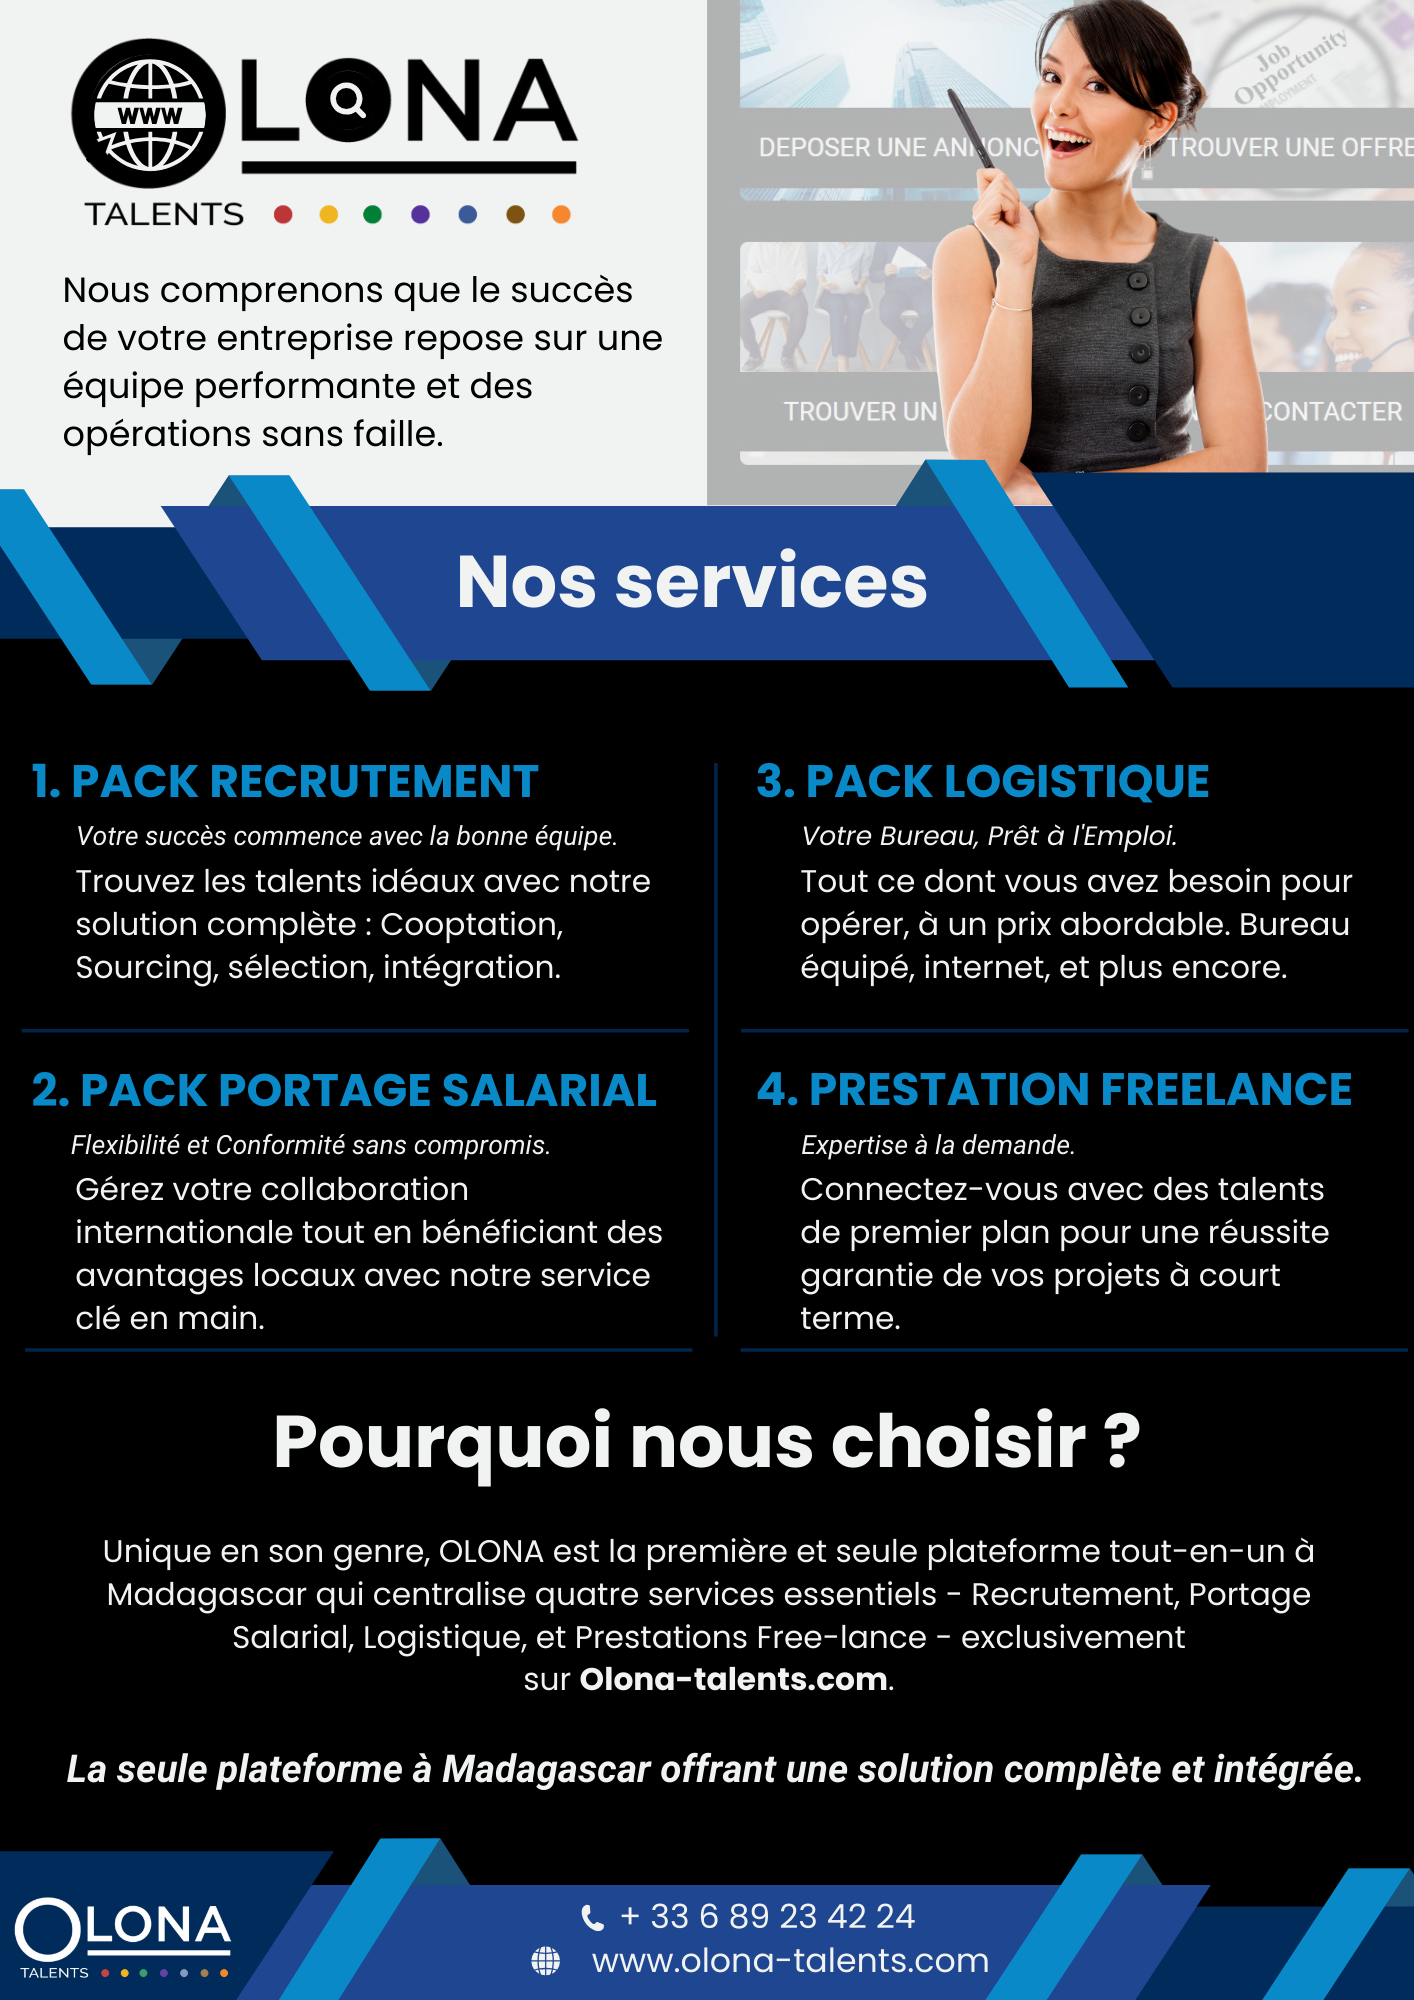 WWW
OLONA
TALENTS
Nous comprenons que le succès
de votre entreprise repose sur une
équipe performante et des
opérations sans faille.
Job
Opportunity
DEPOSER UNE ANNONC
TROUVER UNE OFFRE
TROUVER UN
CONTACTER
Nos services
1. PACK RECRUTEMENT
Votre succès commence avec la bonne équipe.
Trouvez les talents idéaux avec notre
solution complète : Cooptation,
Sourcing, sélection, intégration.
2. PACK PORTAGE SALARIAL
Flexibilité et Conformité sans compromis.
Gérez votre collaboration
internationale tout en bénéficiant des
avantages locaux avec notre service
clé en main.
3. PACK LOGISTIQUE
Votre Bureau, Prêt à l'Emploi.
Tout ce dont vous avez besoin pour
opérer, à un prix abordable. Bureau
équipé, internet, et plus encore.
4. PRESTATION FREELANCE
Expertise à la demande.
Connectez-vous avec des talents
de premier plan pour une réussite
garantie de vos projets à court
terme.
Pourquoi nous choisir ?
Unique en son genre, OLONA est la première et seule plateforme tout-en-un à
Madagascar qui centralise quatre services essentiels - Recrutement, Portage
Salarial, Logistique, et Prestations Free-lance - exclusivement
sur Olona-talents.com.
La seule plateforme à Madagascar offrant une solution complète et intégrée.
OLONA
TALENTS
+ 33 6 89 23 42 24
www.olona-talents.com